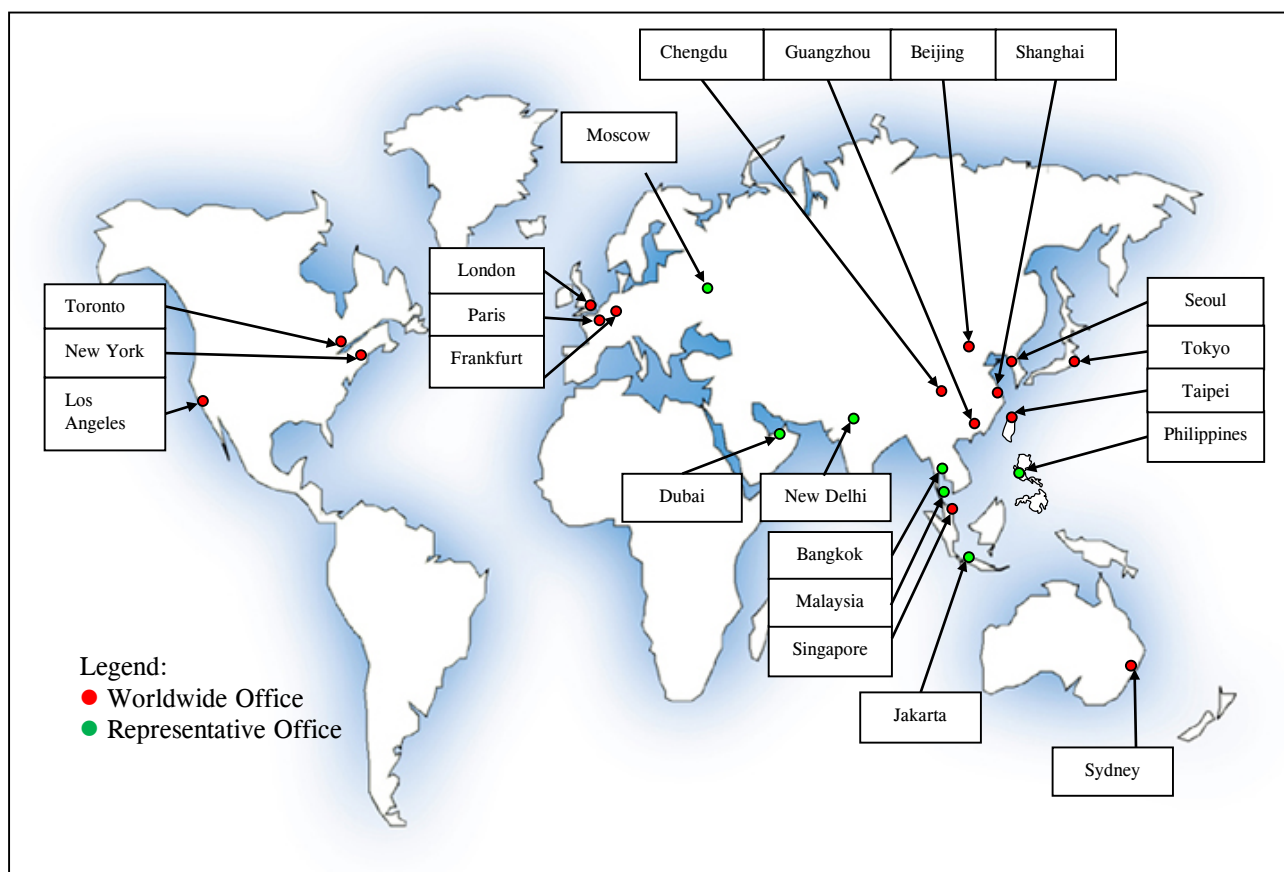 Chengdu
Guangzhou
Beijing
Shanghai
Moscow
London
Paris
Frankfurt
Toronto
New York
Los
Angeles
Seoul
Tokyo
Taipei
Philippines
Dubai
New Delhi
Bangkok
Malaysia
Singapore
Jakarta
Sydney
Legend:
Worldwide Office
Representative Office